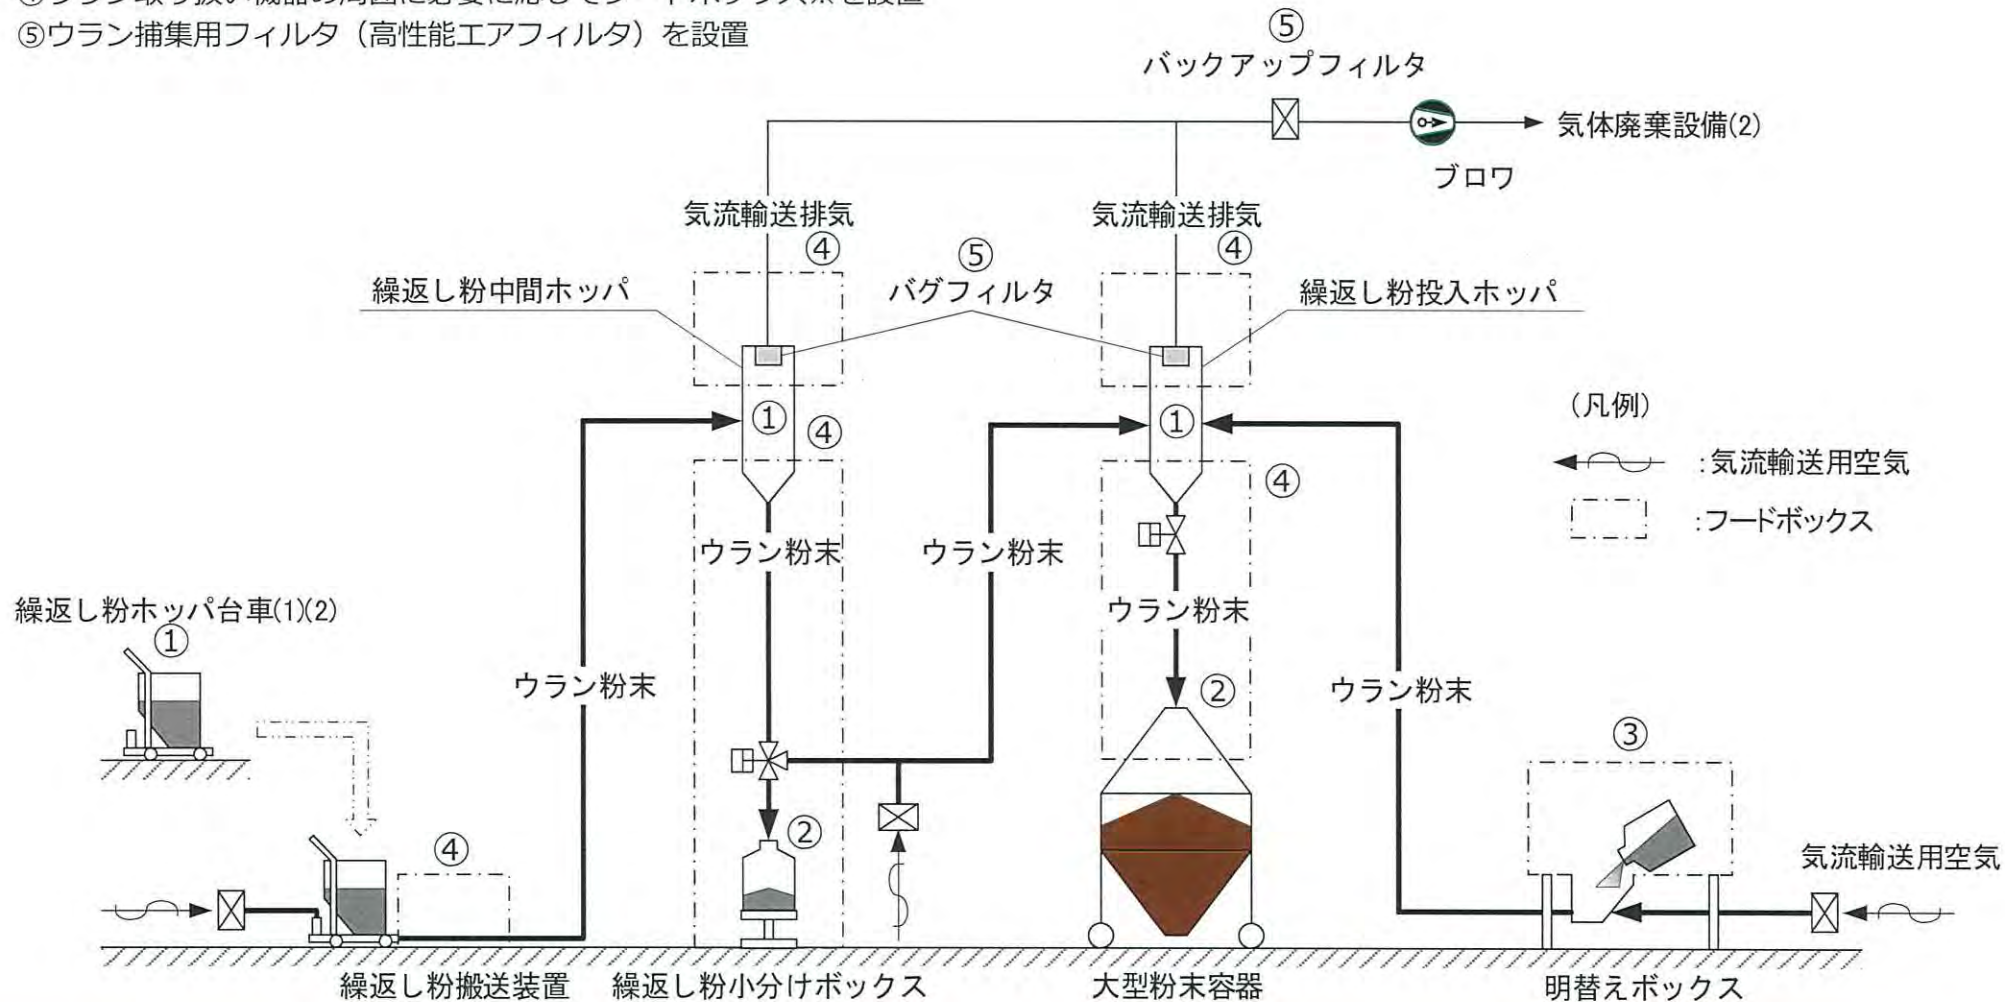 ⑤ウラン捕集用フィルタ（高性能エアフィルタ）を設置
⑤
バックアップフィルタ
気体廃棄設備(2)
ブロワ
気流輸送排気
気流輸送排気
④
⑤
④
繰返し粉中間ホッパ
バグフィルタ
繰返し粉投入ホッパ
①
④
①
(凡例)
:気流輸送用空気
④
:フードボックス
ウラン粉末
ウラン粉末
ウラン粉末
繰返し粉ホッパ台車(1)(2)
①
ウラン粉末
②
ウラン粉末
③
②
④
気流輸送用空気
繰返し粉搬送装置
繰返し粉小分けボックス
大型粉末容器
明替えボックス